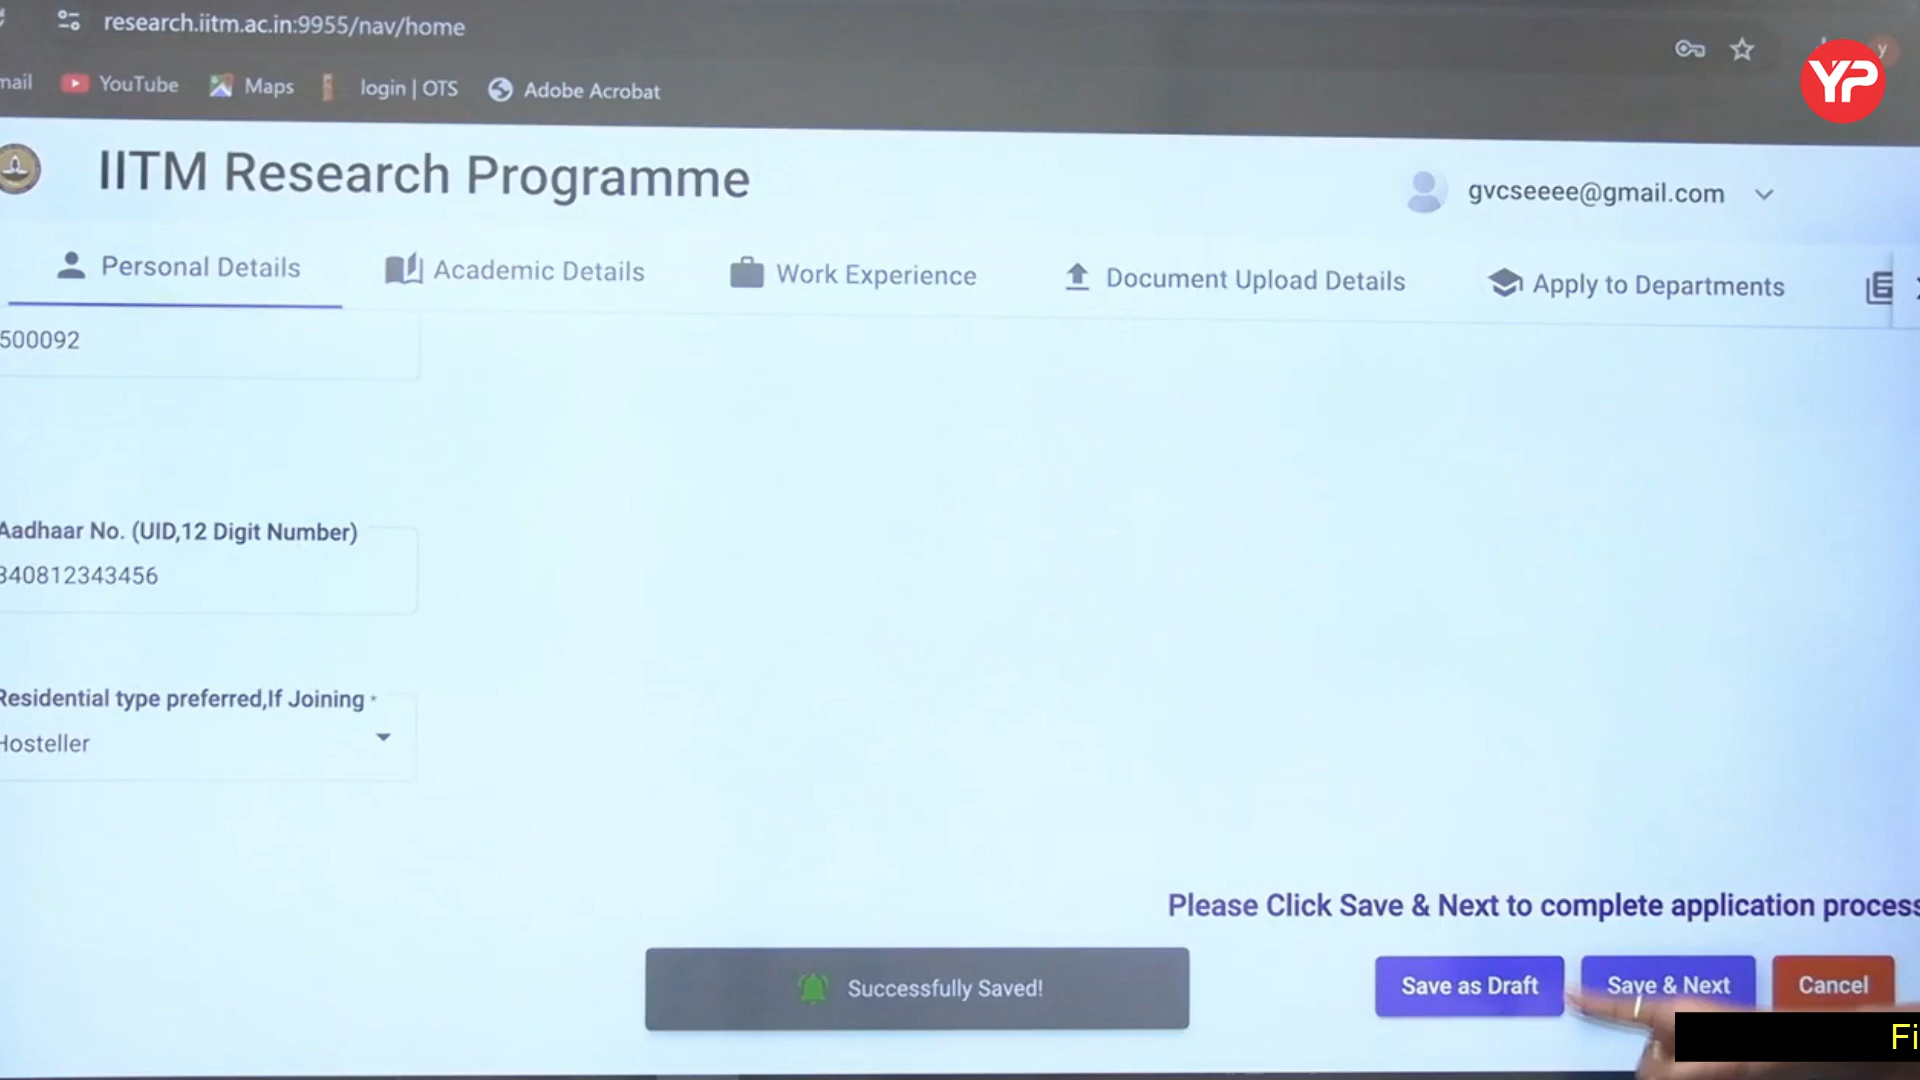 research.iitm.ac.in:9955/nav/home
mail YouTube Maps login | OTS Adobe Acrobat
y
YP
IITM Research Programme
gvcseeee@gmail.com
Personal Details Academic Details Work Experience Document Upload Details Apply to Departments
500092
Aadhaar No. (UID,12 Digit Number)
840812343456
Residential type preferred,If Joining *
Hosteller
Please Click Save & Next to complete application process
Successfully Saved!
Save as Draft Save & Next Cancel
Fi